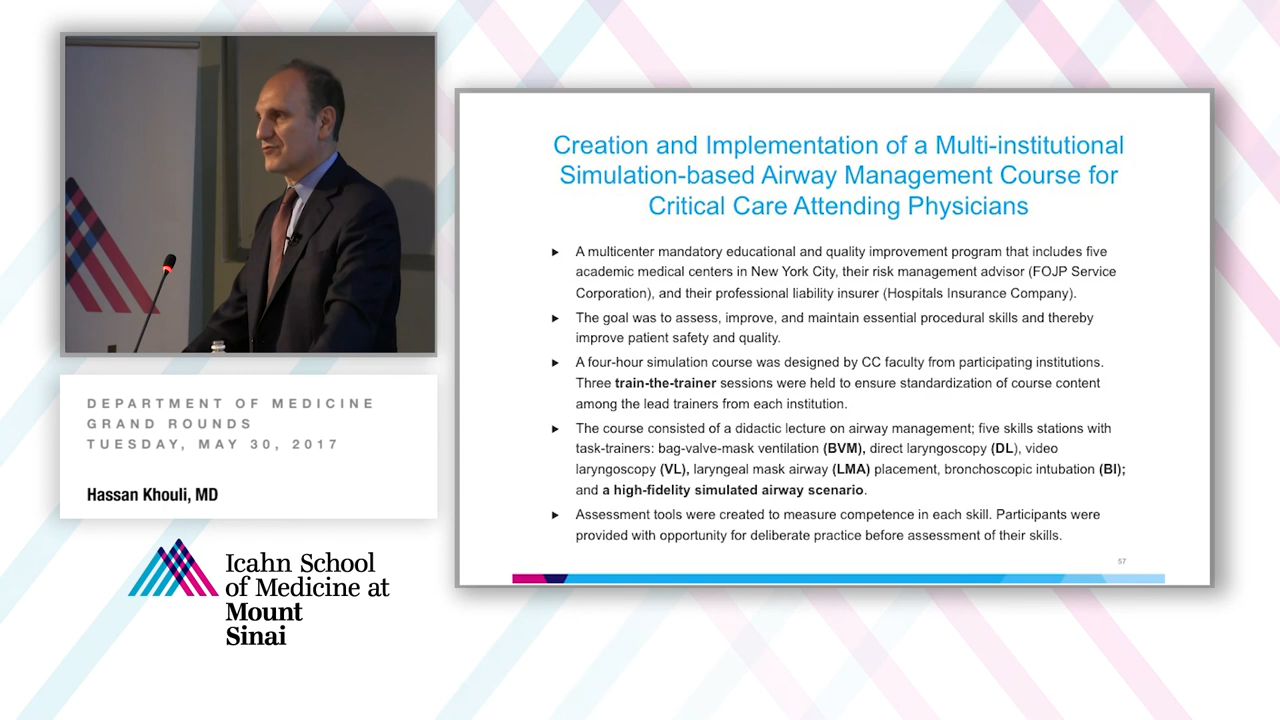 DEPARTMENT OF MEDICINE
GRAND ROUNDS
TUESDAY, MAY 30, 2017
Hassan Khouli, MD
Icahn School
of Medicine at
Mount
Sinai
Creation and Implementation of a Multi-institutional
Simulation-based Airway Management Course for
Critical Care Attending Physicians
► A multicenter mandatory educational and quality improvement program that includes five
academic medical centers in New York City, their risk management advisor (FOJP Service
Corporation), and their professional liability insurer (Hospitals Insurance Company).
► The goal was to assess, improve, and maintain essential procedural skills and thereby
improve patient safety and quality.
► A four-hour simulation course was designed by CC faculty from participating institutions.
Three train-the-trainer sessions were held to ensure standardization of course content
among the lead trainers from each institution.
► The course consisted of a didactic lecture on airway management; five skills stations with
task-trainers: bag-valve-mask ventilation (BVM), direct laryngoscopy (DL), video
laryngoscopy (VL), laryngeal mask airway (LMA) placement, bronchoscopic intubation (BI);
and a high-fidelity simulated airway scenario.
► Assessment tools were created to measure competence in each skill. Participants were
provided with opportunity for deliberate practice before assessment of their skills.
57